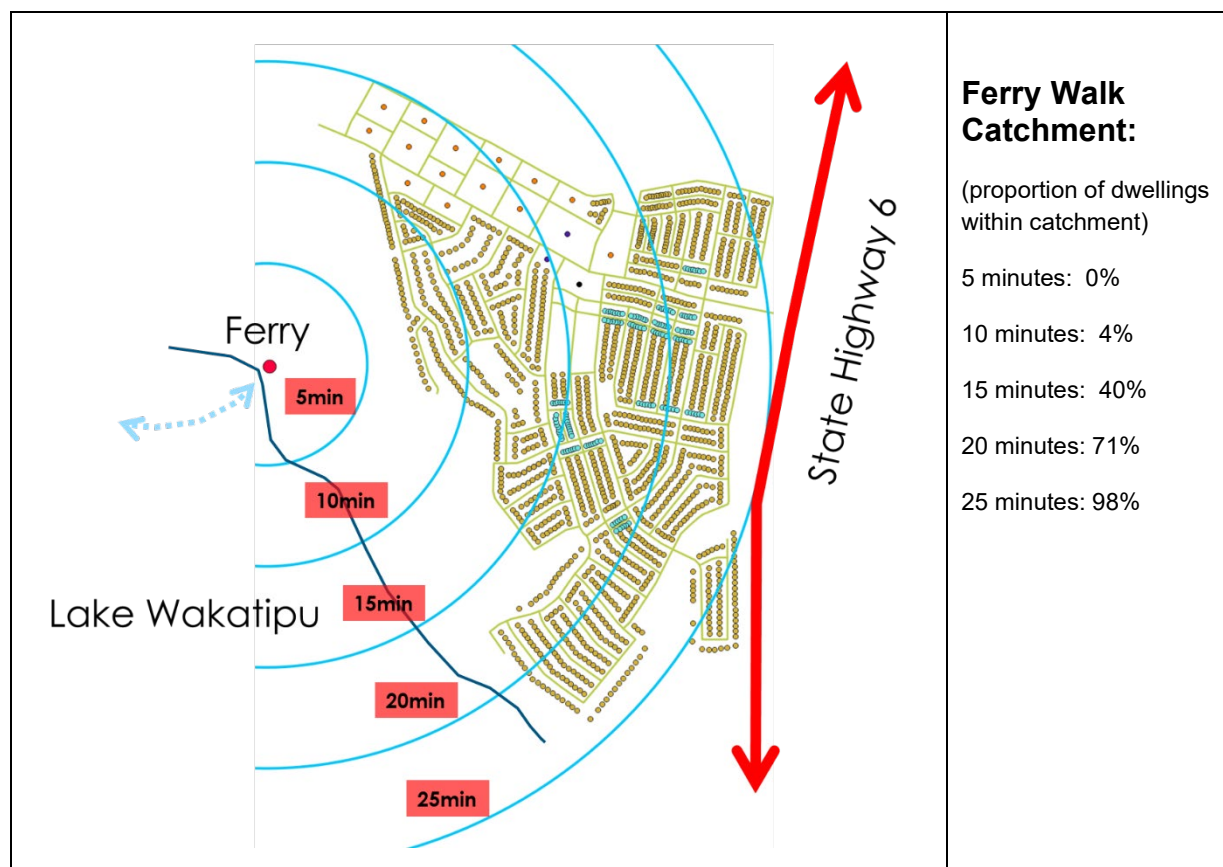 Ferry
5min
10min
15min
Lake Wakatipu
20min
25min
State Highway 6
Ferry Walk
Catchment:
(proportion of dwellings
within catchment)
5 minutes: 0%
10 minutes: 4%
15 minutes: 40%
20 minutes: 71%
25 minutes: 98%